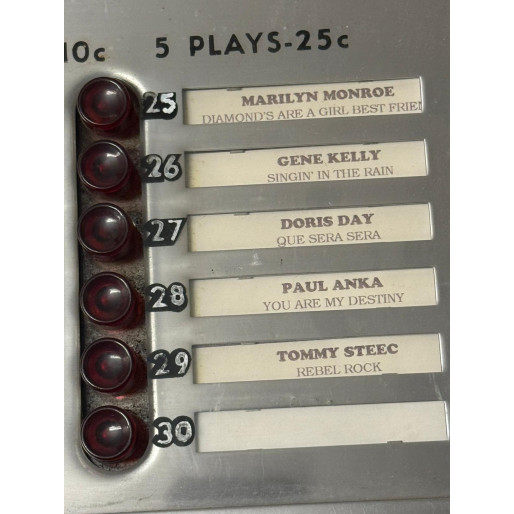 10c 5 PLAYS-25c
25 MARILYN MONROE
DIAMOND'S ARE A GIRL BEST FRIE
26 GENE KELLY
SINGIN' IN THE RAIN
27 DORIS DAY
QUE SERA SERA
28 PAUL ANKA
YOU ARE MY DESTINY
29 TOMMY STEEC
REBEL ROCK
30